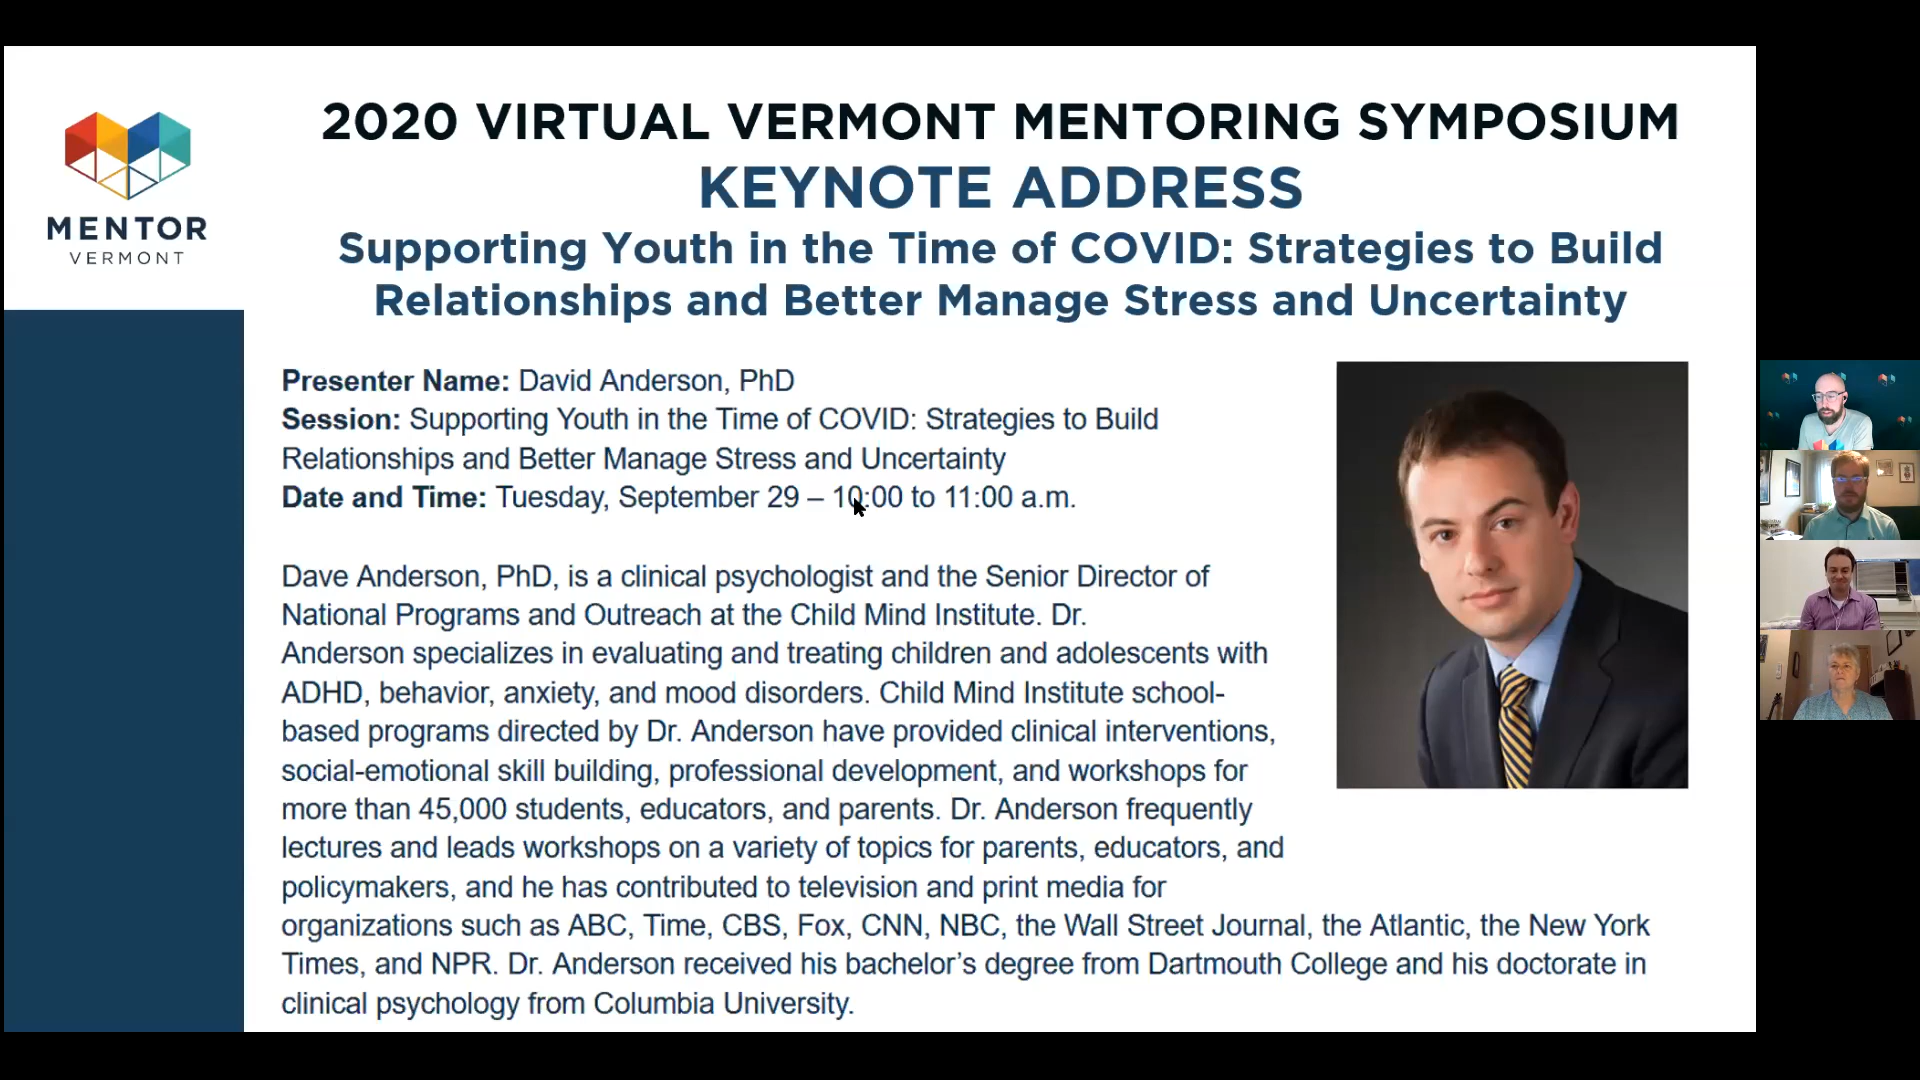 MENTOR
VERMONT
2020 VIRTUAL VERMONT MENTORING SYMPOSIUM
KEYNOTE ADDRESS
Supporting Youth in the Time of COVID: Strategies to Build
Relationships and Better Manage Stress and Uncertainty
Presenter Name: David Anderson, PhD
Session: Supporting Youth in the Time of COVID: Strategies to Build
Relationships and Better Manage Stress and Uncertainty
Date and Time: Tuesday, September 29 – 10:00 to 11:00 a.m.
Dave Anderson, PhD, is a clinical psychologist and the Senior Director of
National Programs and Outreach at the Child Mind Institute. Dr.
Anderson specializes in evaluating and treating children and adolescents with
ADHD, behavior, anxiety, and mood disorders. Child Mind Institute school-
based programs directed by Dr. Anderson have provided clinical interventions,
social-emotional skill building, professional development, and workshops for
more than 45,000 students, educators, and parents. Dr. Anderson frequently
lectures and leads workshops on a variety of topics for parents, educators, and
policymakers, and he has contributed to television and print media for
organizations such as ABC, Time, CBS, Fox, CNN, NBC, the Wall Street Journal, the Atlantic, the New York
Times, and NPR. Dr. Anderson received his bachelor’s degree from Dartmouth College and his doctorate in
clinical psychology from Columbia University.